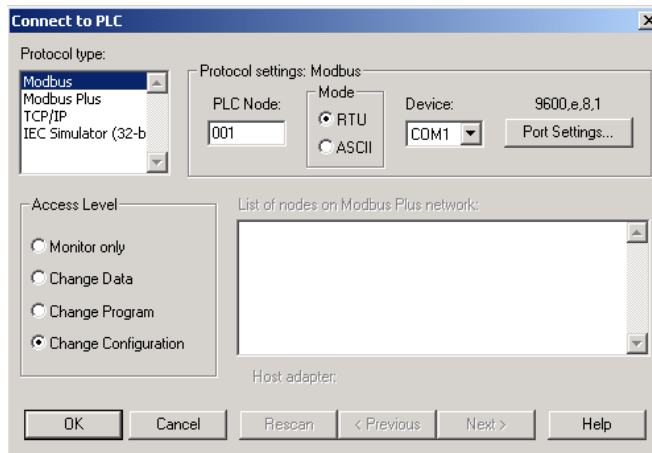 Connect to PLC
Protocol type:
Modbus
Modbus Plus
TCP/IP
IEC Simulator (32-b
Protocol settings: Modbus
PLC Node:
001
Mode
RTU
ASCII
Device:
COM1
9600,e,8,1
Port Settings...
Access Level
Monitor only
Change Data
Change Program
Change Configuration
List of nodes on Modbus Plus network:
Host adapter:
OK
Cancel
Rescan
< Previous
Next >
Help